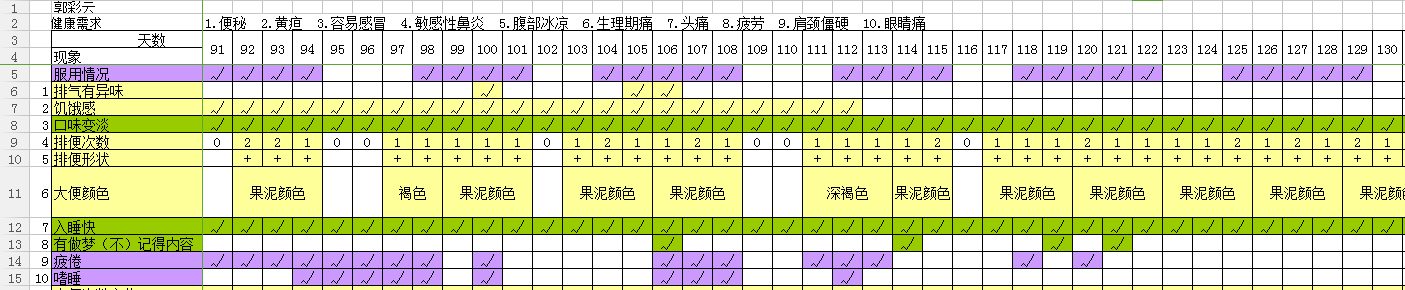 1 郭彩云
2 健康需求 1.便秘 2.黄疸 3.容易感冒 4.敏感性鼻炎 5.腹部冰凉 6.生理期痛 7.头痛 8.疲劳 9.肩颈僵硬 10.眼睛痛
3 天数 91 92 93 94 95 96 97 98 99 100 101 102 103 104 105 106 107 108 109 110 111 112 113 114 115 116 117 118 119 120 121 122 123 124 125 126 127 128 129 130
4 现象
5 服用情况 √ √ √ √ √ √ √ √ √ √ √ √ √ √ √ √ √ √ √ √ √ √ √ √ √ √ √
6 1 排气有异味 √ √ √
7 2 饥饿感 √ √ √ √ √ √ √ √ √ √ √ √ √ √ √ √ √ √ √ √ √ √
8 3 口味变淡 √ √ √ √ √ √ √ √ √ √ √ √ √ √ √ √ √ √ √ √ √ √ √ √ √ √ √ √ √ √ √ √ √ √ √ √ √ √ √ √
9 4 排便次数 0 2 2 1 0 0 1 1 1 1 1 0 1 2 1 1 2 1 0 0 1 1 1 1 2 0 1 1 1 2 1 2 1 1 1 2 1 1 2 1
10 5 排便形状 + + + + + + + + + + + + + + + + + + + + + + + + + + + + + + + + +
11 6 大便颜色 果泥颜色 褐色 果泥颜色 果泥颜色 果泥颜色 深褐色 果泥颜色 果泥颜色 果泥颜色 果泥颜色 果泥颜色 果泥颜
12 7 入睡快 √ √ √ √ √ √ √ √ √ √ √ √ √ √ √ √ √ √ √ √ √ √ √ √ √ √ √ √ √ √ √ √ √ √ √ √ √ √ √ √
13 8 有做梦（不）记得内容 √ √ √ √
14 9 疲倦 √ √ √ √ √ √ √ √ √ √ √ √ √ √ √ √ √
15 10 嗜睡 √ √ √ √ √ √ √ √ √ √